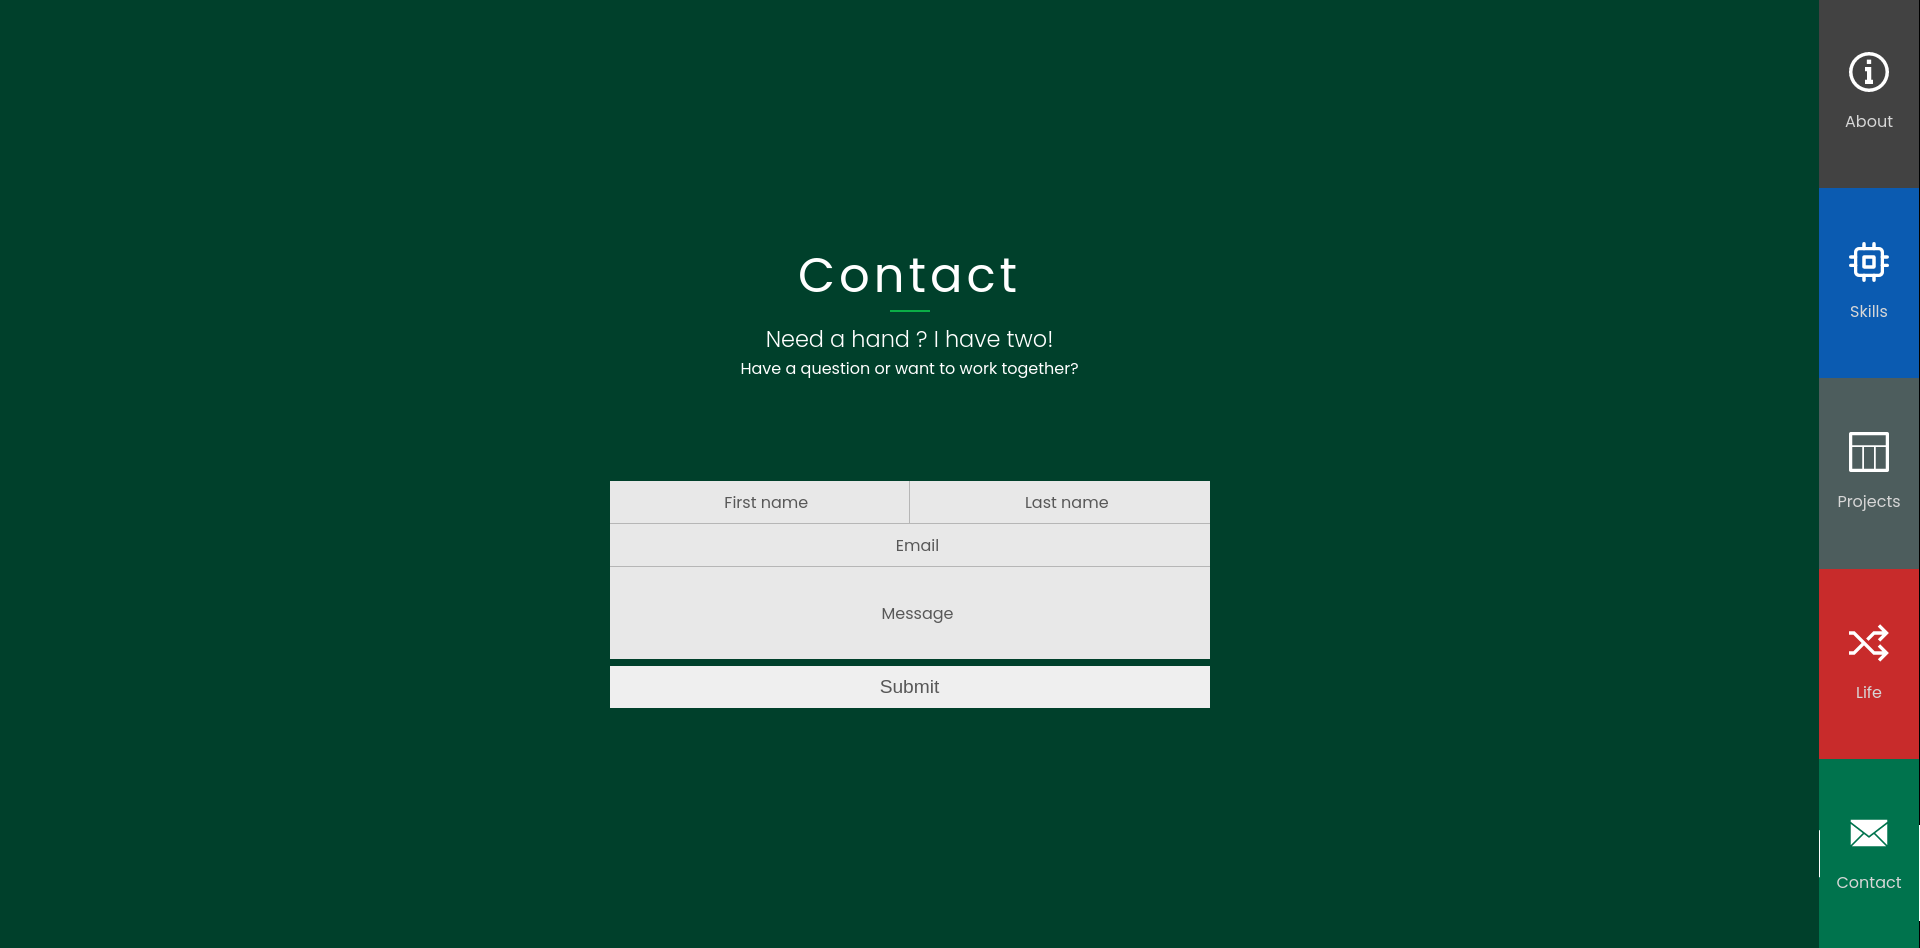 Contact
Need a hand ? I have two!
Have a question or want to work together?
First name
Last name
Email
Message
Submit
About
Skills
Projects
Life
Contact